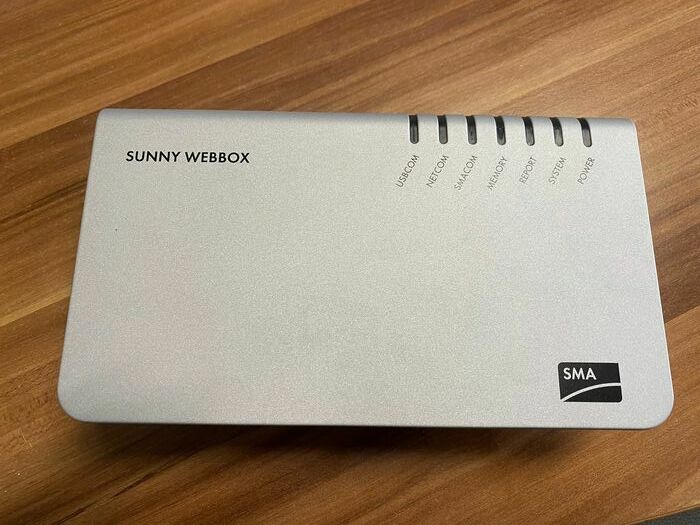 SUNNY WEBBOX
USBCOM
NETCOM
SMACOM
MEMORY
REPORT
SYSTEM
POWER
SMA